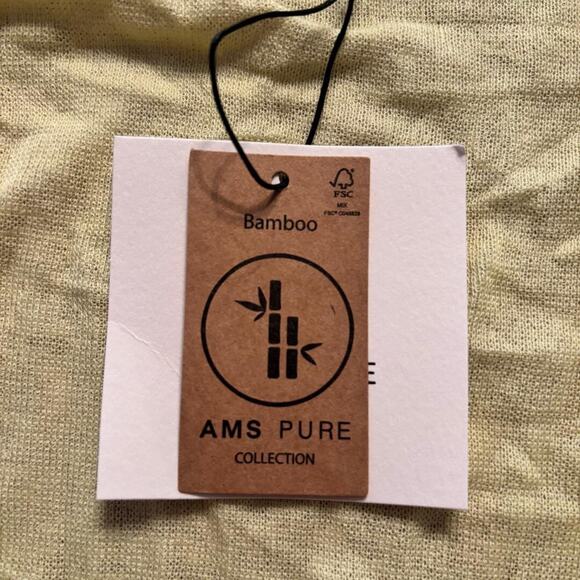 FSC
MIX
Bamboo
E
AMS PURE
COLLECTION